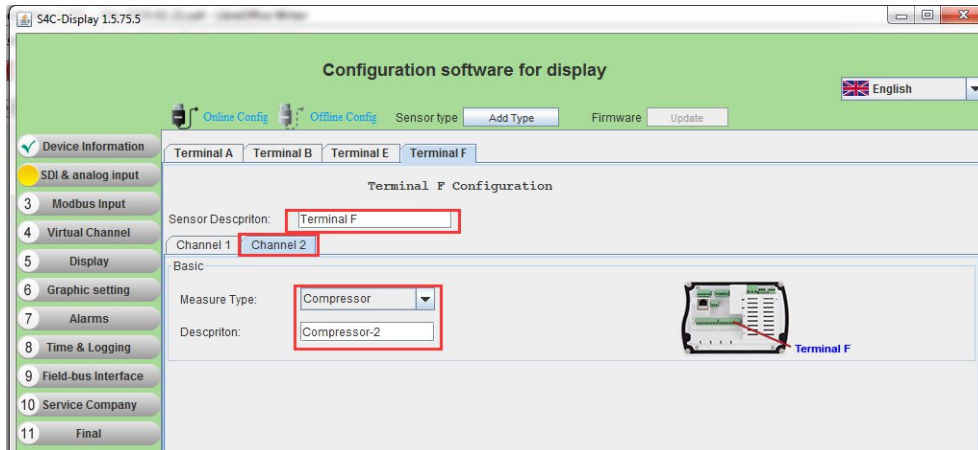 S4C-Display 1.5.75.5
Configuration software for display
English
Online Config Offline Config Sensor type Add Type Firmware Update
Device Information
SDI & analog input
3 Modbus Input
4 Virtual Channel
5 Display
6 Graphic setting
7 Alarms
8 Time & Logging
9 Field-bus Interface
10 Service Company
11 Final
Terminal A Terminal B Terminal E Terminal F
Terminal F Configuration
Sensor Descpriton: Terminal F
Channel 1 Channel 2
Basic
Measure Type: Compressor
Descpriton: Compressor-2
Terminal F